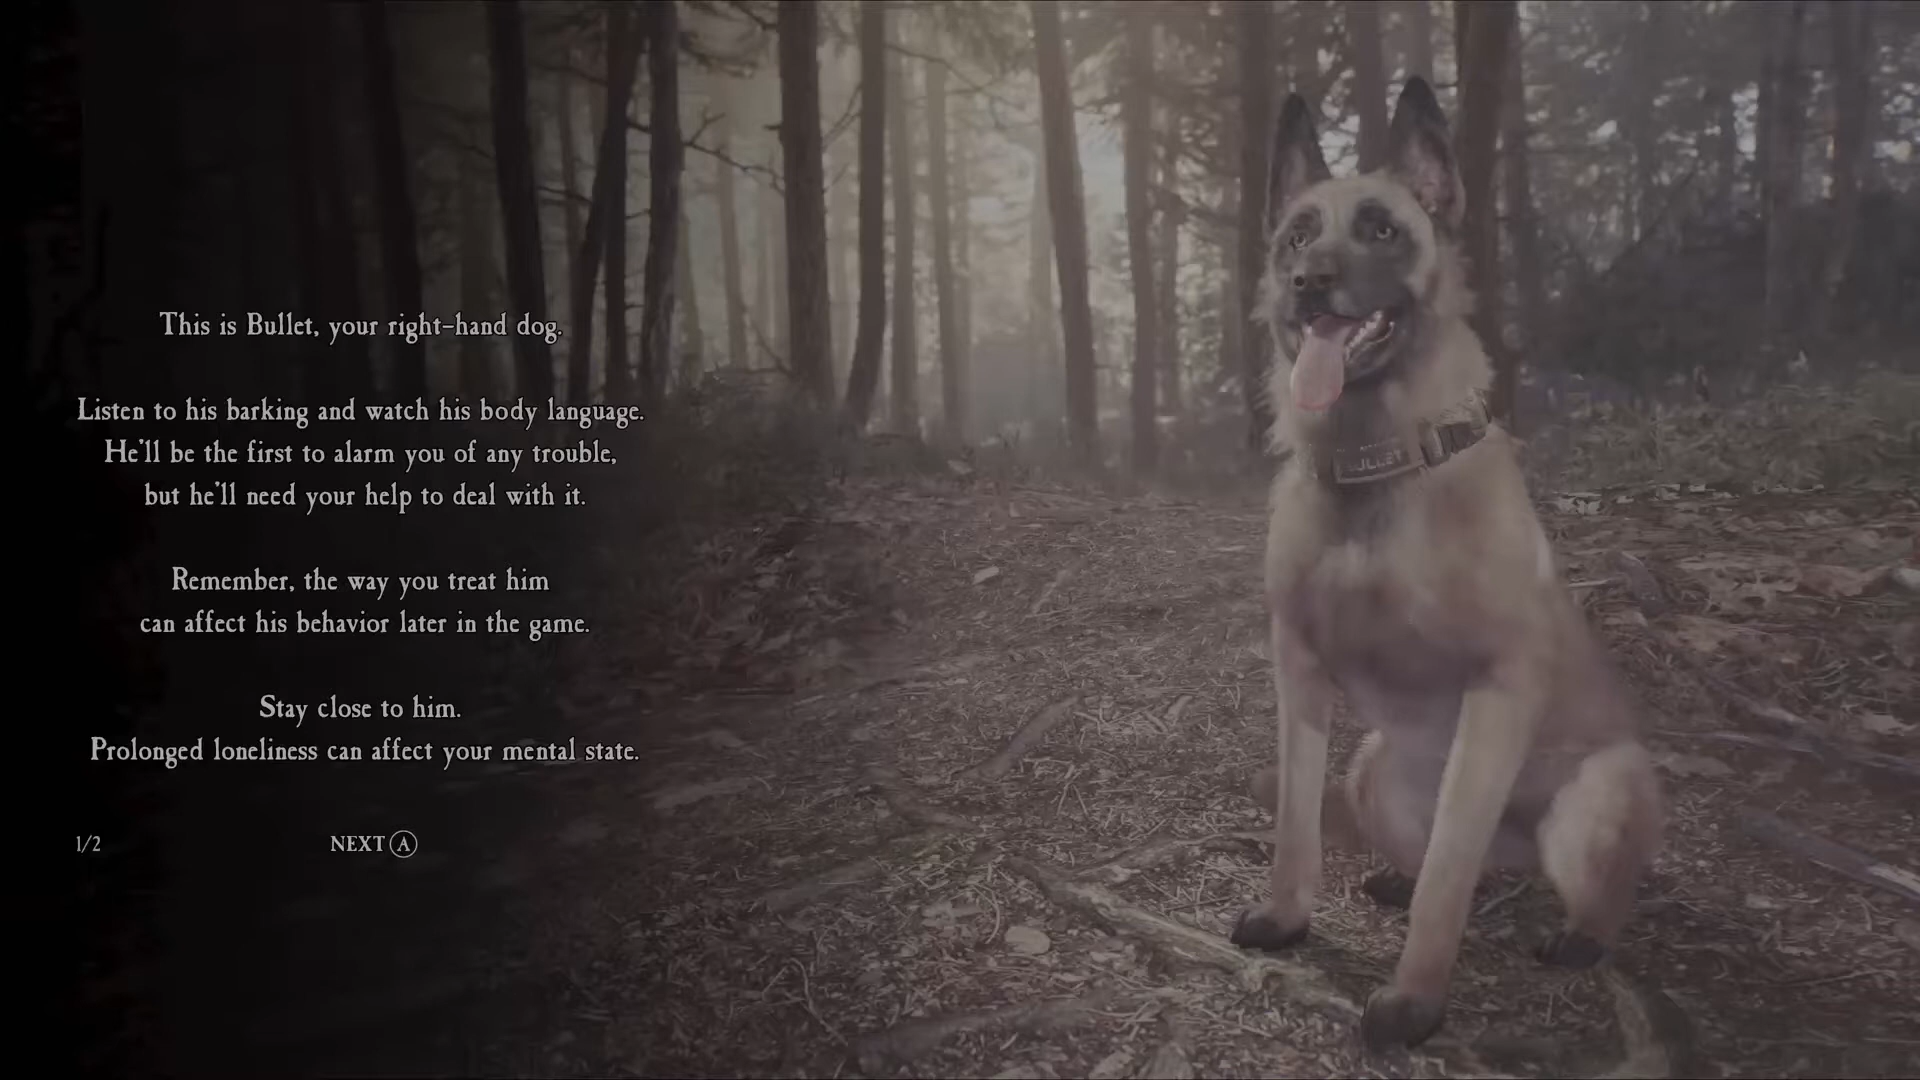 This is Bullet, your right-hand dog.
Listen to his barking and watch his body language.
He'll be the first to alarm you of any trouble,
but he'll need your help to deal with it.
Remember, the way you treat him
can affect his behavior later in the game.
Stay close to him.
Prolonged loneliness can affect your mental state.
1/2 NEXT A
BULLET